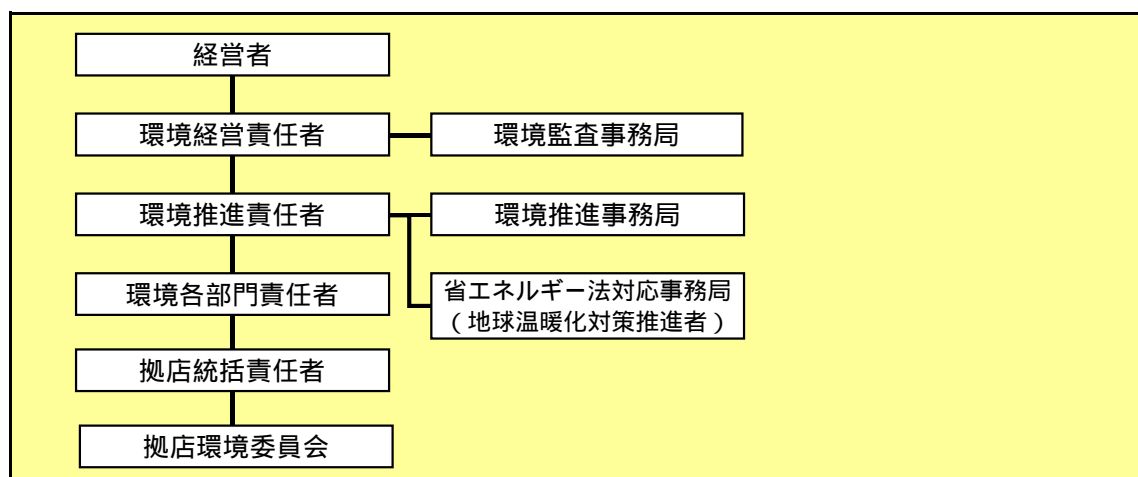 経営者
環境経営責任者
環境監査事務局
環境推進責任者
環境推進事務局
環境各部門責任者
省エネルギー法対応事務局
（地球温暖化対策推進者）
拠店統括責任者
拠店環境委員会